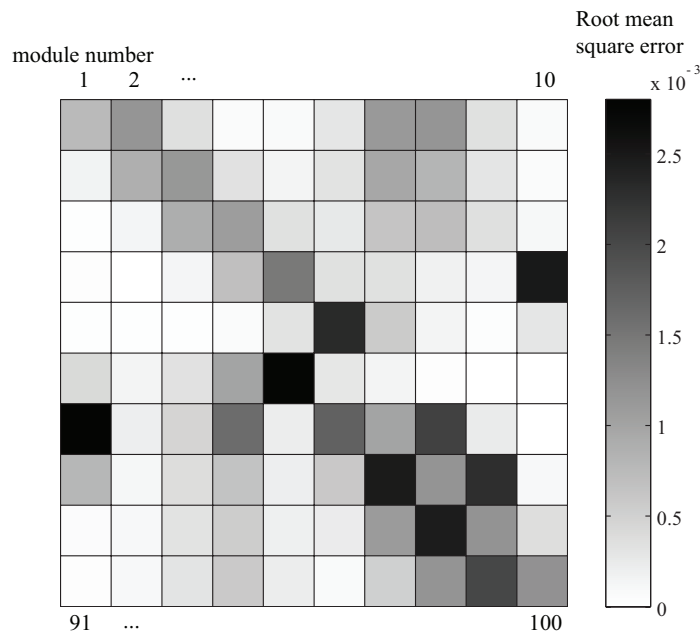 Root mean
square error
module number
1 2 ... 10
x 10⁻³
2.5
2
1.5
1
0.5
0
91 ... 100